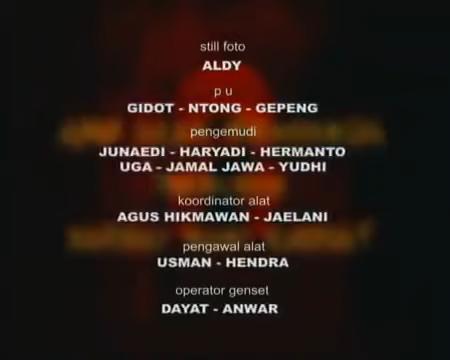 still foto
ALDY
p u
GIDOT - NTONG - GEPENG
pengemudi
JUNAEDI - HARYADI - HERMANTO
UGA - JAMAL JAWA - YUDHI
koordinator alat
AGUS HIKMAWAN - JAELANI
pengawal alat
USMAN - HENDRA
operator genset
DAYAT - ANWAR